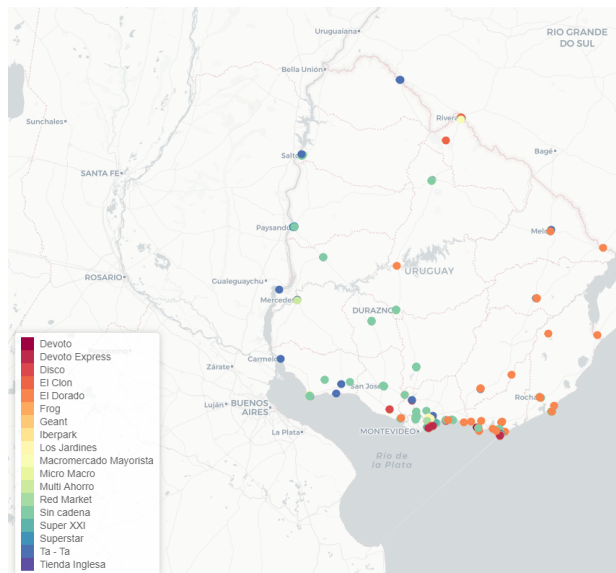 Uruguaiana
RIO GRANDE
DO SUL
Bella Unión
Rivera
Sunchales
Bagé
Salto
SANTA FE
Paysandú
Melo
URUGUAY
ROSARIO
Gualeguaychu
Mercedes
DURAZNO
Carmelo
Zárate
San José
Rocha
Luján
BUENOS
AIRES
La Plata
MONTEVIDEO
Río de
la Plata
Devoto
Devoto Express
Disco
El Clon
El Dorado
Frog
Geant
Iberpark
Los Jardines
Macromercado Mayorista
Micro Macro
Multi Ahorro
Red Market
Sin cadena
Super XXI
Superstar
Ta - Ta
Tienda Inglesa